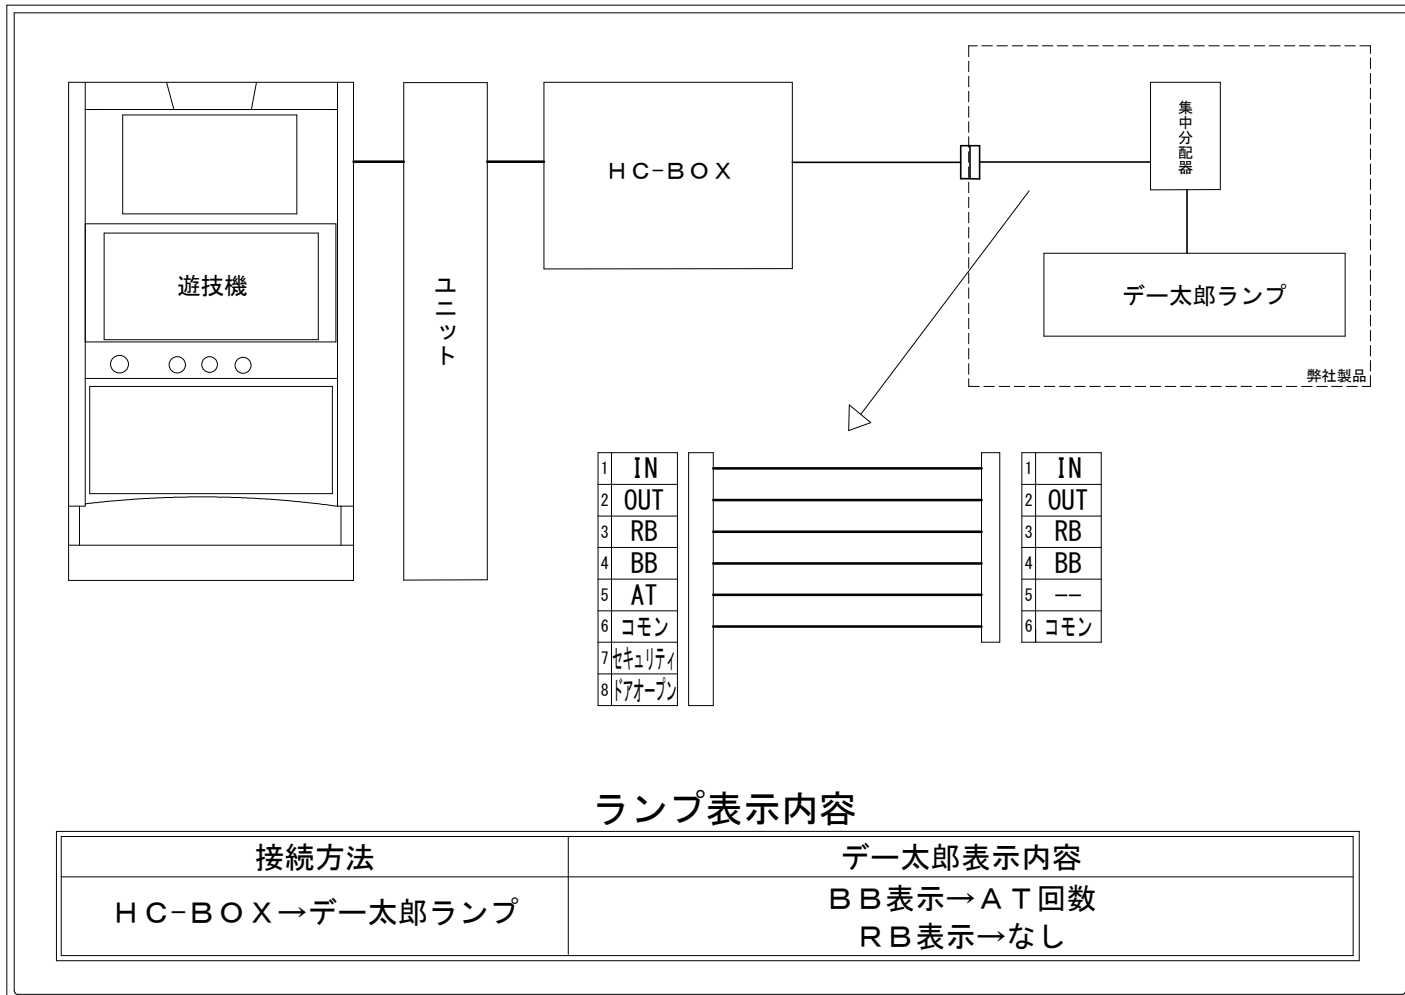 遊技機
ユニット
HC-BOX
集中分配器
デー太郎ランプ
弊社製品
1 IN
2 OUT
3 RB
4 BB
5 AT
6 コモン
7 セキュリティ
8 ドアオープン
1 IN
2 OUT
3 RB
4 BB
5 --
6 コモン
ランプ表示内容
接続方法 デー太郎表示内容
HC-BOX→デー太郎ランプ
BB表示→AT回数
RB表示→なし